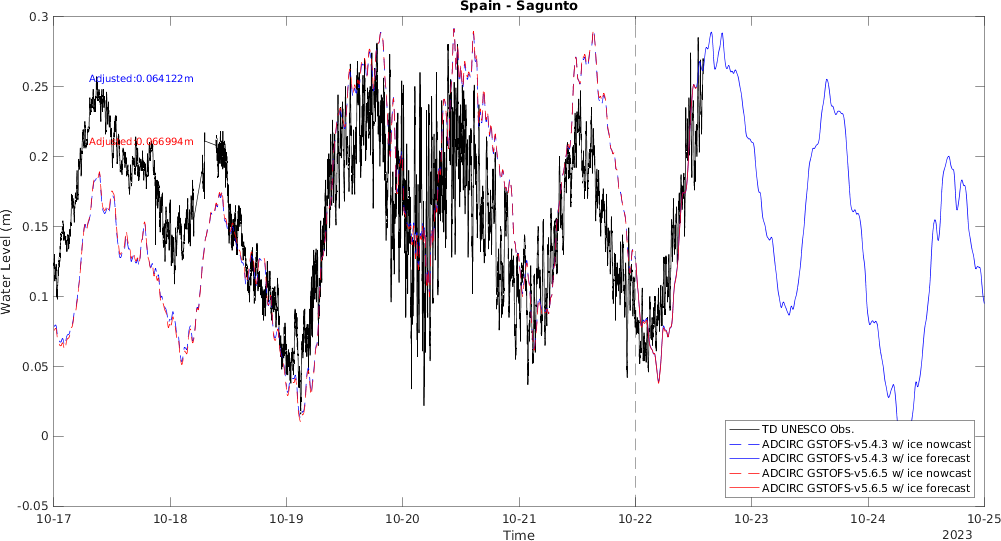 Spain - Sagunto
0.3
0.25
0.2
0.15
0.1
0.05
0
-0.05
Water Level (m)
Adjusted:0.064122m
Adjusted:0.066994m
TD UNESCO Obs.
ADCIRC GSTOFS-v5.4.3 w/ ice nowcast
ADCIRC GSTOFS-v5.4.3 w/ ice forecast
ADCIRC GSTOFS-v5.6.5 w/ ice nowcast
ADCIRC GSTOFS-v5.6.5 w/ ice forecast
10-17 10-18 10-19 10-20 10-21 10-22 10-23 10-24 10-25
Time
2023